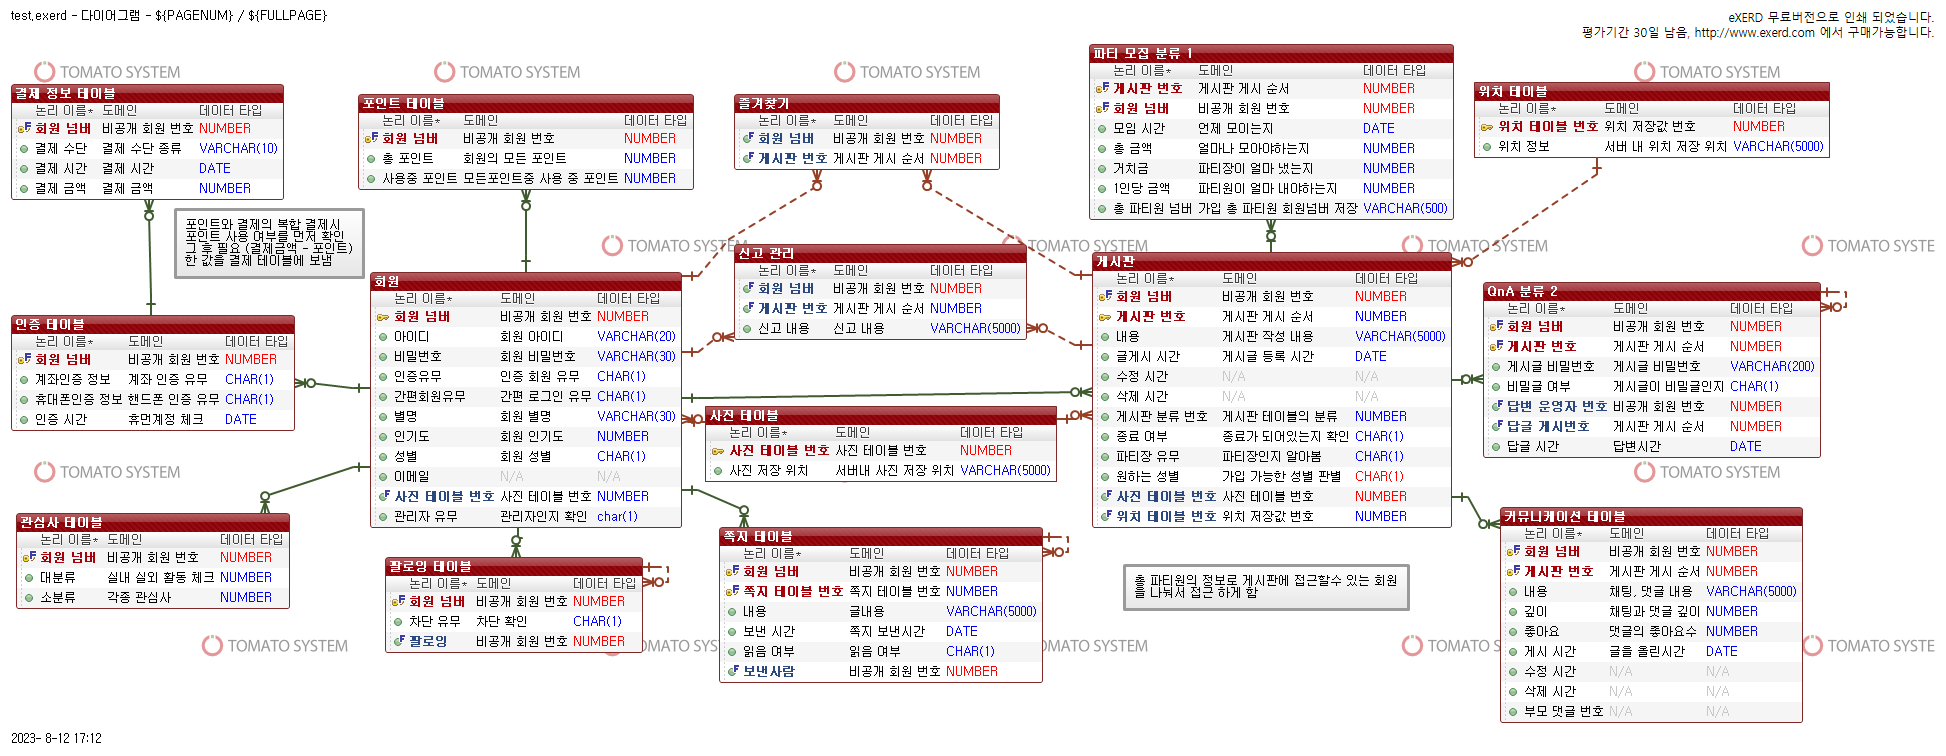 test.exerd - 다이어그램 - ${PAGENUM} / ${FULLPAGE}
eXERD 무료버전으로 인쇄 되었습니다.
평가기간 30일 남음, http://www.exerd.com 에서 구매가능합니다.
TOMATO SYSTEM
TOMATO SYSTEM
TOMATO SYSTEM
TOMATO SYSTEM
결제 정보 테이블
논리 이름* 도메인 데이터 타입
회원 넘버 비공개 회원 번호 NUMBER
결제 수단 결제 수단 종류 VARCHAR(10)
결제 시간 결제 시간 DATE
결제 금액 결제 금액 NUMBER
포인트 테이블
논리 이름* 도메인 데이터 타입
회원 넘버 비공개 회원 번호 NUMBER
총 포인트 회원의 모든 포인트 NUMBER
사용중 포인트 모든포인트중 사용 중 포인트 NUMBER
즐겨찾기
논리 이름* 도메인 데이터 타입
회원 넘버 비공개 회원 번호 NUMBER
게시판 번호 게시판 게시 순서 NUMBER
파티 모집 분류 1
논리 이름* 도메인 데이터 타입
게시판 번호 게시판 게시 순서 NUMBER
회원 넘버 비공개 회원 번호 NUMBER
모임 시간 언제 모이는지 DATE
총 금액 얼마나 모아야하는지 NUMBER
거치금 파티장이 얼마 냈는지 NUMBER
1인당 금액 파티원이 얼마 내야하는지 NUMBER
총 파티원 넘버 가입 총 파티원 회원넘버 저장 VARCHAR(500)
위치 테이블
논리 이름* 도메인 데이터 타입
위치 테이블 번호 위치 저장값 번호 NUMBER
위치 정보 서버 내 위치 저장 위치 VARCHAR(5000)
포인트와 결제의 복합 결제시
포인트 사용 여부를 먼저 확인
그 후 필요 (결제금액 - 포인트)
한 값을 결제 테이블에 보냄
TOMATO SYSTEM
TOMATO SYSTEM
TOMATO SYSTEM
TOMATO SYSTE
신고 관리
논리 이름* 도메인 데이터 타입
회원 넘버 비공개 회원 번호 NUMBER
게시판 번호 게시판 게시 순서 NUMBER
신고 내용 신고 내용 VARCHAR(5000)
인증 테이블
논리 이름* 도메인 데이터 타입
회원 넘버 비공개 회원 번호 NUMBER
계좌인증 정보 계좌 인증 유무 CHAR(1)
휴대폰인증 정보 핸드폰 인증 유무 CHAR(1)
인증 시간 휴먼계정 체크 DATE
회원
논리 이름* 도메인 데이터 타입
회원 넘버 비공개 회원 번호 NUMBER
아이디 회원 아이디 VARCHAR(20)
비밀번호 회원 비밀번호 VARCHAR(30)
인증유무 인증 회원 유무 CHAR(1)
간편회원유무 간편 로그인 유무 CHAR(1)
별명 회원 별명 VARCHAR(30)
인기도 회원 인기도 NUMBER
성별 회원 성별 CHAR(1)
이메일 N/A N/A
사진 테이블 번호 사진 테이블 번호 NUMBER
관리자 유무 관리자인지 확인 char(1)
사진 테이블
논리 이름* 도메인 데이터 타입
사진 테이블 번호 사진 테이블 번호 NUMBER
사진 저장 위치 서버내 사진 저장 위치 VARCHAR(5000)
게시판
논리 이름* 도메인 데이터 타입
회원 넘버 비공개 회원 번호 NUMBER
게시판 번호 게시판 게시 순서 NUMBER
내용 게시판 작성 내용 VARCHAR(5000)
글게시 시간 게시글 등록 시간 DATE
수정 시간 N/A N/A
삭제 시간 N/A N/A
게시판 분류 번호 게시판 테이블의 분류 NUMBER
종료 여부 종료가 되어있는지 확인 CHAR(1)
파티장 유무 파티장인지 알아봄 CHAR(1)
원하는 성별 가입 가능한 성별 판별 CHAR(1)
사진 테이블 번호 사진 테이블 번호 NUMBER
위치 테이블 번호 위치 저장값 번호 NUMBER
QnA 분류 2
논리 이름* 도메인 데이터 타입
회원 넘버 비공개 회원 번호 NUMBER
게시판 번호 게시판 게시 순서 NUMBER
게시글 비밀번호 게시글 비밀번호 VARCHAR(200)
비밀글 여부 게시글이 비밀글인지 CHAR(1)
답변 운영자 번호 비공개 회원 번호 NUMBER
답글 게시번호 게시판 게시 순서 NUMBER
답글 시간 답변시간 DATE
TOMATO SYSTEM
TOMATO SYSTEM
관심사 테이블
논리 이름* 도메인 데이터 타입
회원 넘버 비공개 회원 번호 NUMBER
대분류 실내 실외 활동 체크 NUMBER
소분류 각종 관심사 NUMBER
팔로잉 테이블
논리 이름* 도메인 데이터 타입
회원 넘버 비공개 회원 번호 NUMBER
차단 유무 차단 확인 CHAR(1)
팔로잉 비공개 회원 번호 NUMBER
쪽지 테이블
논리 이름* 도메인 데이터 타입
회원 넘버 비공개 회원 번호 NUMBER
쪽지 테이블 번호 쪽지 테이블 번호 NUMBER
내용 글내용 VARCHAR(5000)
보낸 시간 쪽지 보낸시간 DATE
읽음 여부 읽음 여부 CHAR(1)
보낸사람 비공개 회원 번호 NUMBER
총 파티원의 정보로 게시판에 접근할수 있는 회원
을 나눠서 접근 하게 함
커뮤니케이션 테이블
논리 이름* 도메인 데이터 타입
회원 넘버 비공개 회원 번호 NUMBER
게시판 번호 게시판 게시 순서 NUMBER
내용 채팅, 댓글 내용 VARCHAR(5000)
깊이 채팅과 댓글 깊이 NUMBER
좋아요 댓글의 좋아요수 NUMBER
게시 시간 글을 올린시간 DATE
수정 시간 N/A N/A
삭제 시간 N/A N/A
부모 댓글 번호 N/A N/A
TOMATO SYSTEM
OMATO SYSTEM
OMATO SYSTEM
TOMATO SYSTEM
TOMATO SYSTE
2023- 8-12 17:12